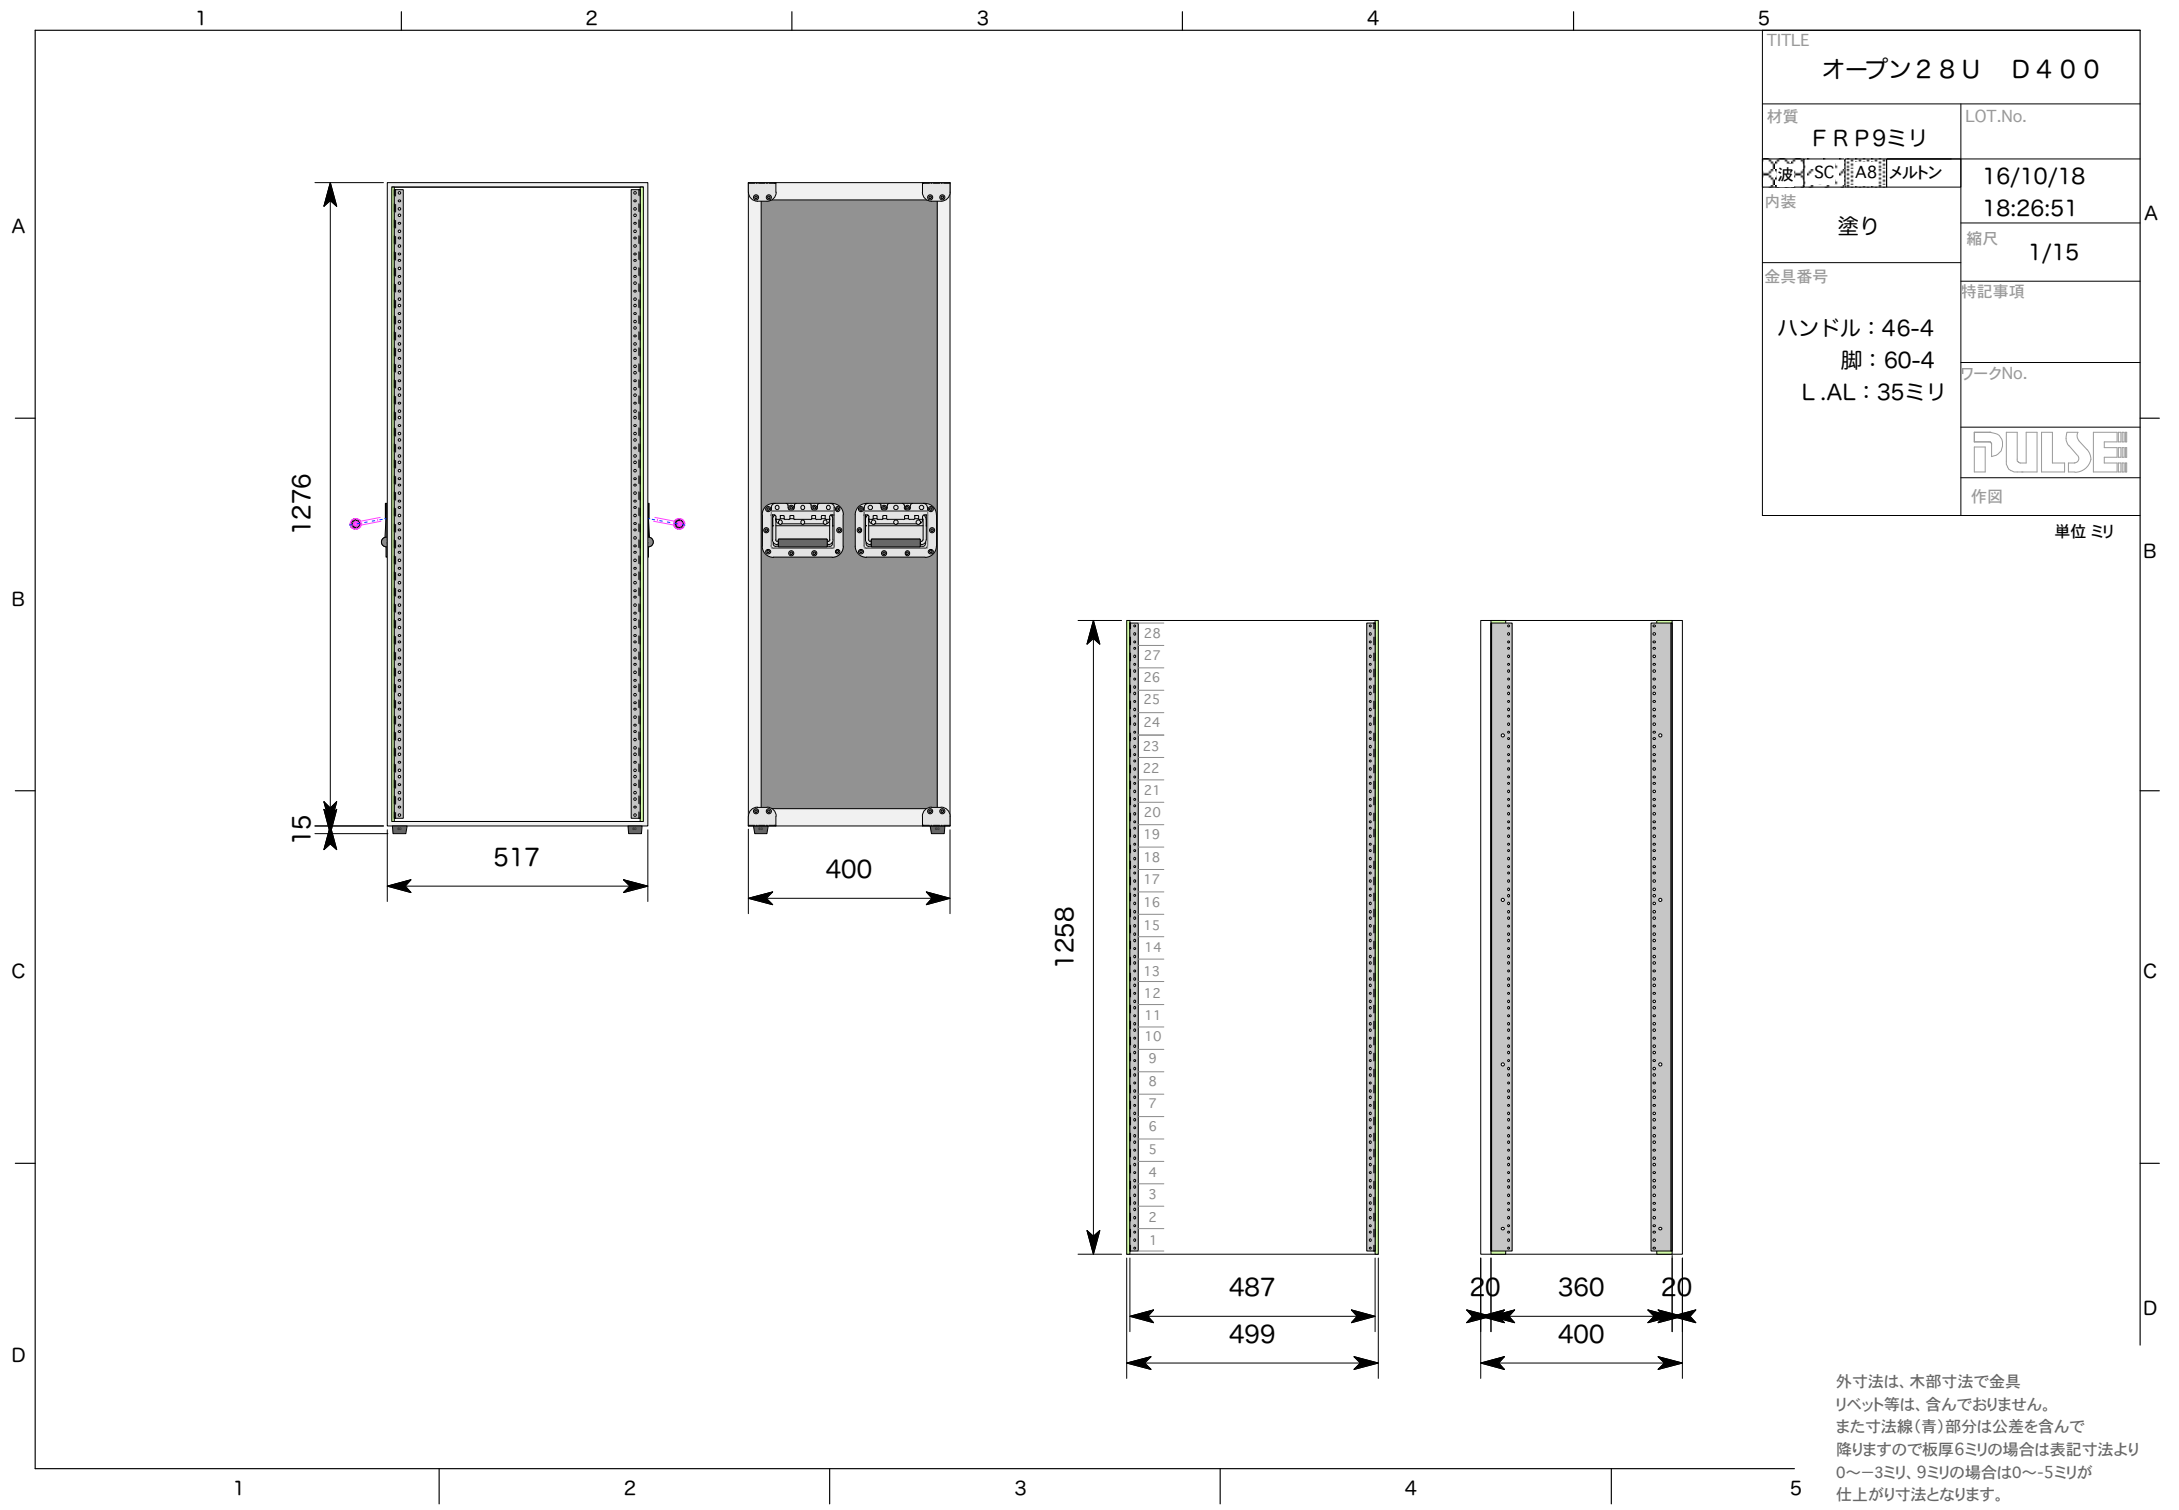 1 2 3 4 5
TITLE
オープン２８Ｕ　Ｄ４００
材質
ＦＲＰ9ミリ
LOT.No.
波 SC A8 メルトン
16/10/18
18:26:51
内装
塗り
縮尺
1/15
金具番号
ハンドル：46-4
脚：60-4
Ｌ.AL：35ミリ
特記事項
ワークNo.
PULSE
作図
単位 ミリ
A
B
C
D
A
B
C
D
1276
15
517
400
1258
28
27
26
25
24
23
22
21
20
19
18
17
16
15
14
13
12
11
10
9
8
7
6
5
4
3
2
1
487
499
20 360 20
400
外寸法は、木部寸法で金具
リベット等は、含んでおりません。
また寸法線（青）部分は公差を含んで
降りますので板厚6ミリの場合は表記寸法より
0～−3ミリ、9ミリの場合は0～-5ミリが
仕上がり寸法となります。
1 2 3 4 5